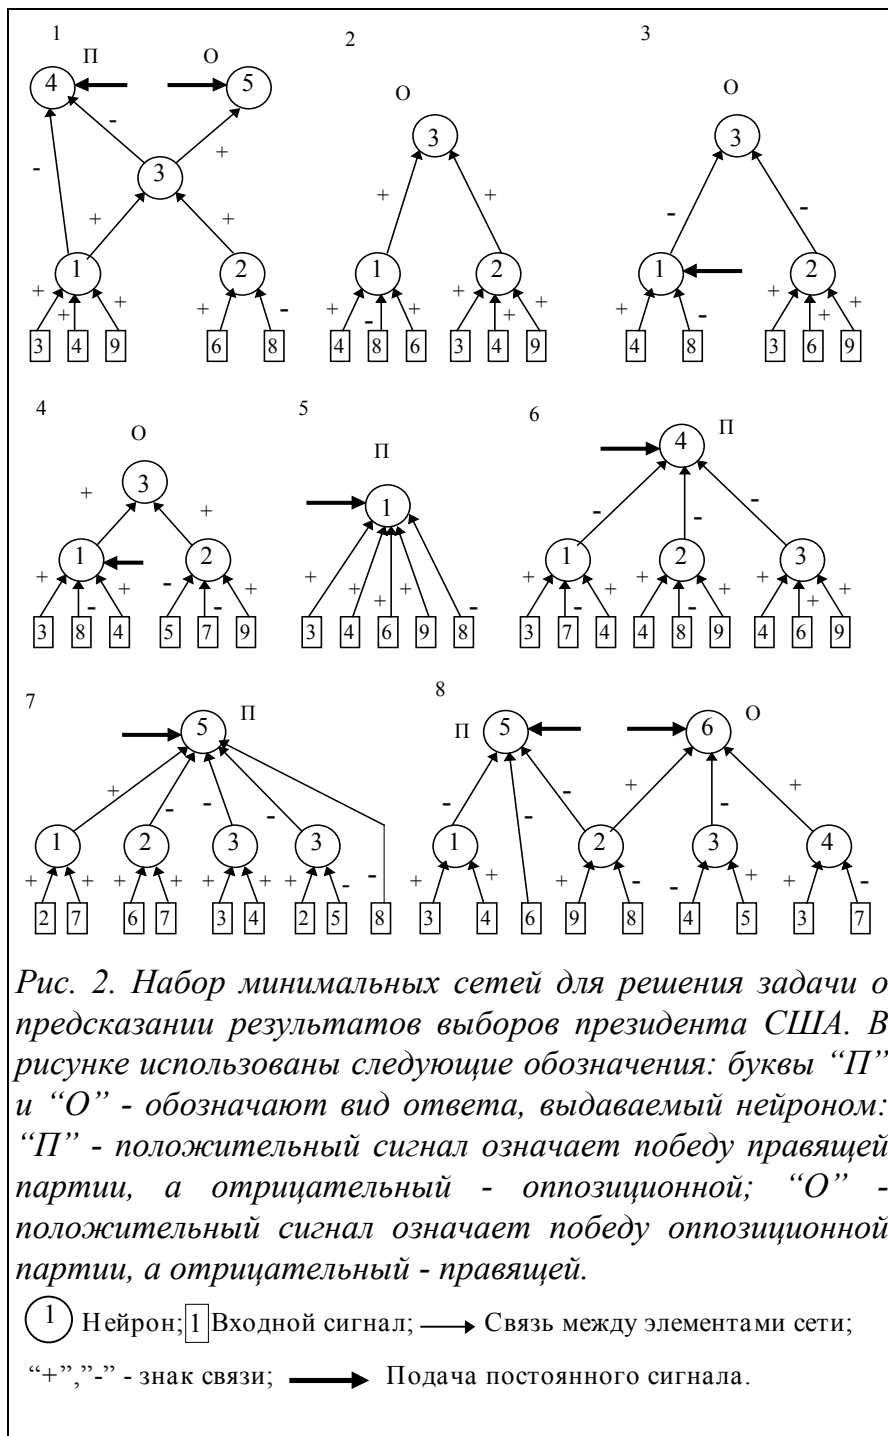 1 2 3
П О
4 5
О О
3 3
- - +
3
+ + + + - -
1 2 1 2 1 2
+ + + + - + - + + + + - + + +
3 4 9 6 8 4 8 6 3 4 9 4 8 3 6 9
4 5 6
О П П
3 4
+ + 1 - - -
1 2 1 2 3
+ - + - - + + + + + - + - + + - + + + +
3 8 4 5 7 9 3 4 6 9 8 3 7 4 4 8 9 4 6 9
7 8
5 П П 5 6 О
+ - - - - - - + - +
1 2 3 3 1 2 3 4
+ + + + + + + - - + + + - - + + -
2 7 6 7 3 4 2 5 8 3 4 6 9 8 4 5 3 7
Рис. 2. Набор минимальных сетей для решения задачи о
предсказании результатов выборов президента США. В
рисунке использованы следующие обозначения: буквы “П”
и “О” - обозначают вид ответа, выдаваемый нейроном:
“П” - положительный сигнал означает победу правящей
партии, а отрицательный - оппозиционной; “О” -
положительный сигнал означает победу оппозиционной
партии, а отрицательный - правящей.
1 Нейрон; 1 Входной сигнал; Связь между элементами сети;
“+”,”-” - знак связи; Подача постоянного сигнала.